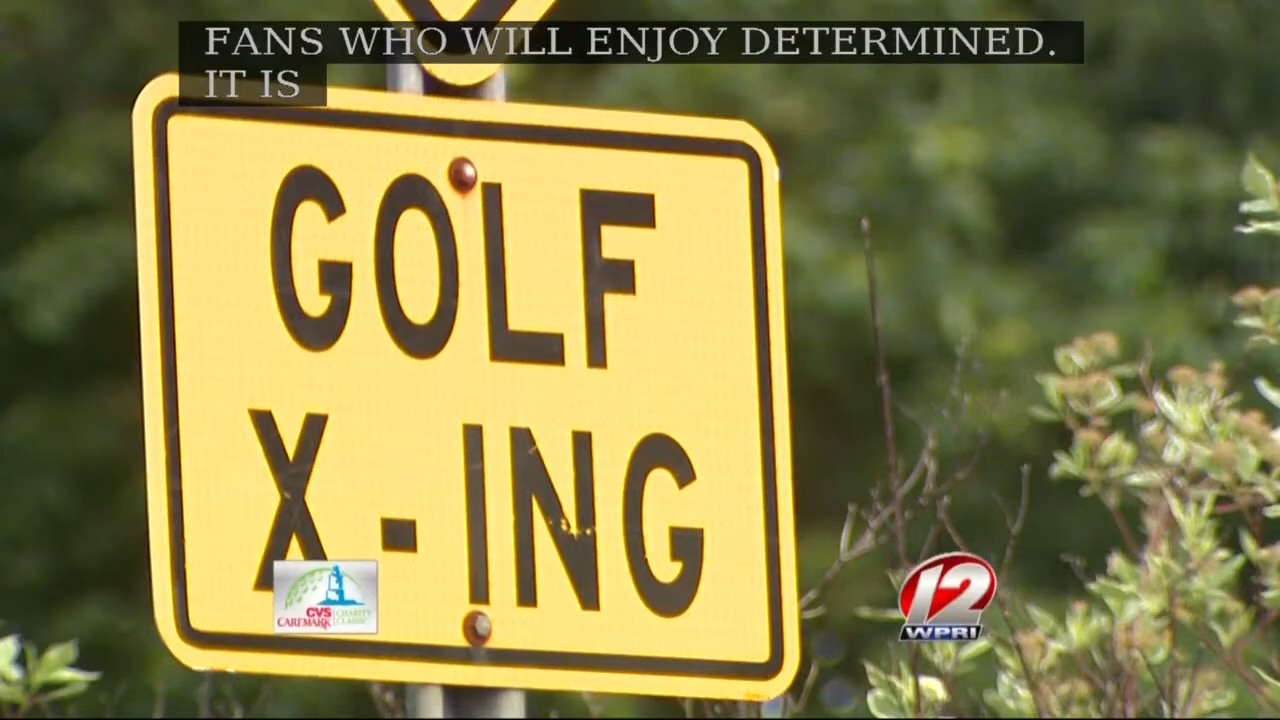 FANS WHO WILL ENJOY DETERMINED.
IT IS
GOLF
X-ING
CVS
CAREMARK
CHARITY
CLASSIC
12
WPRI